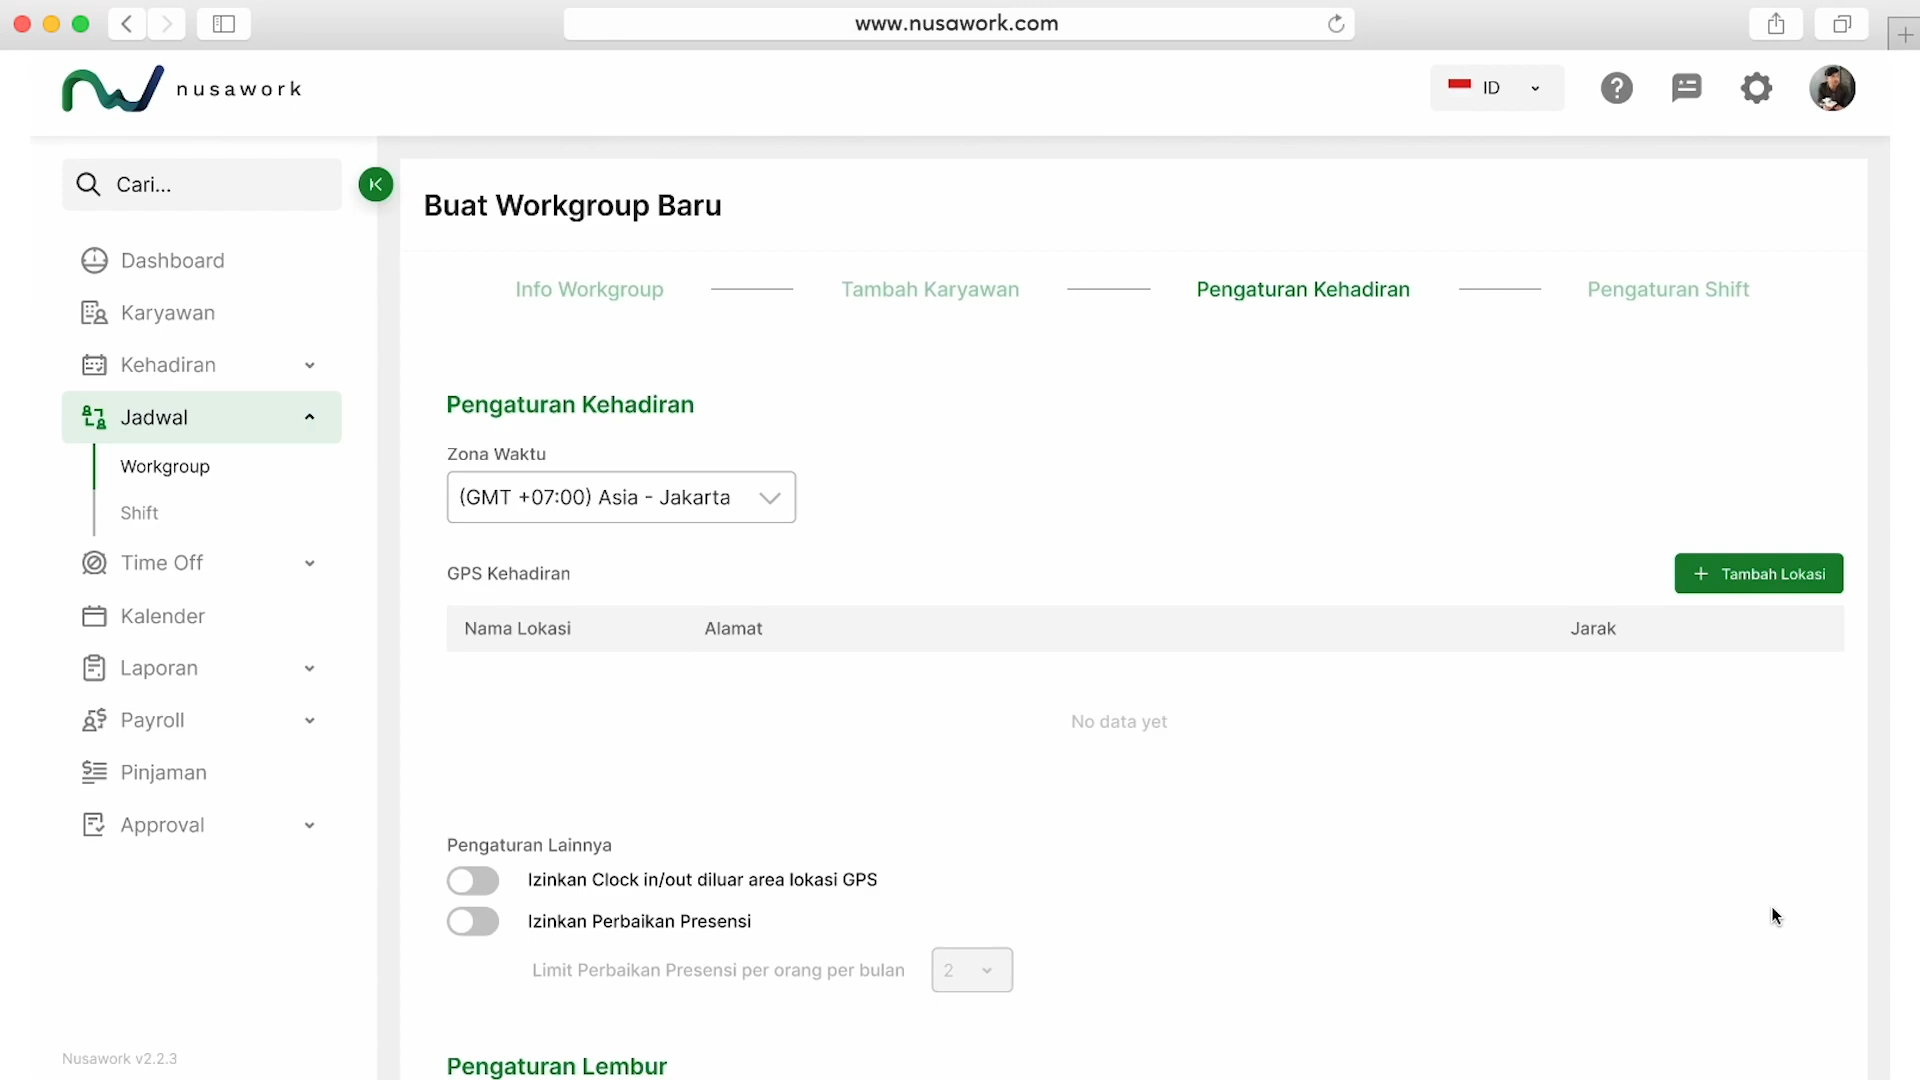 www.nusawork.com
nusawork
ID
Cari...
Dashboard
Karyawan
Kehadiran
Jadwal
Workgroup
Shift
Time Off
Kalender
Laporan
Payroll
Pinjaman
Approval
Nusawork v2.2.3
Buat Workgroup Baru
Info Workgroup
Tambah Karyawan
Pengaturan Kehadiran
Pengaturan Shift
Pengaturan Kehadiran
Zona Waktu
(GMT +07:00) Asia - Jakarta
GPS Kehadiran
+ Tambah Lokasi
Nama Lokasi Alamat Jarak
No data yet
Pengaturan Lainnya
Izinkan Clock in/out diluar area lokasi GPS
Izinkan Perbaikan Presensi
Limit Perbaikan Presensi per orang per bulan 2
Pengaturan Lembur